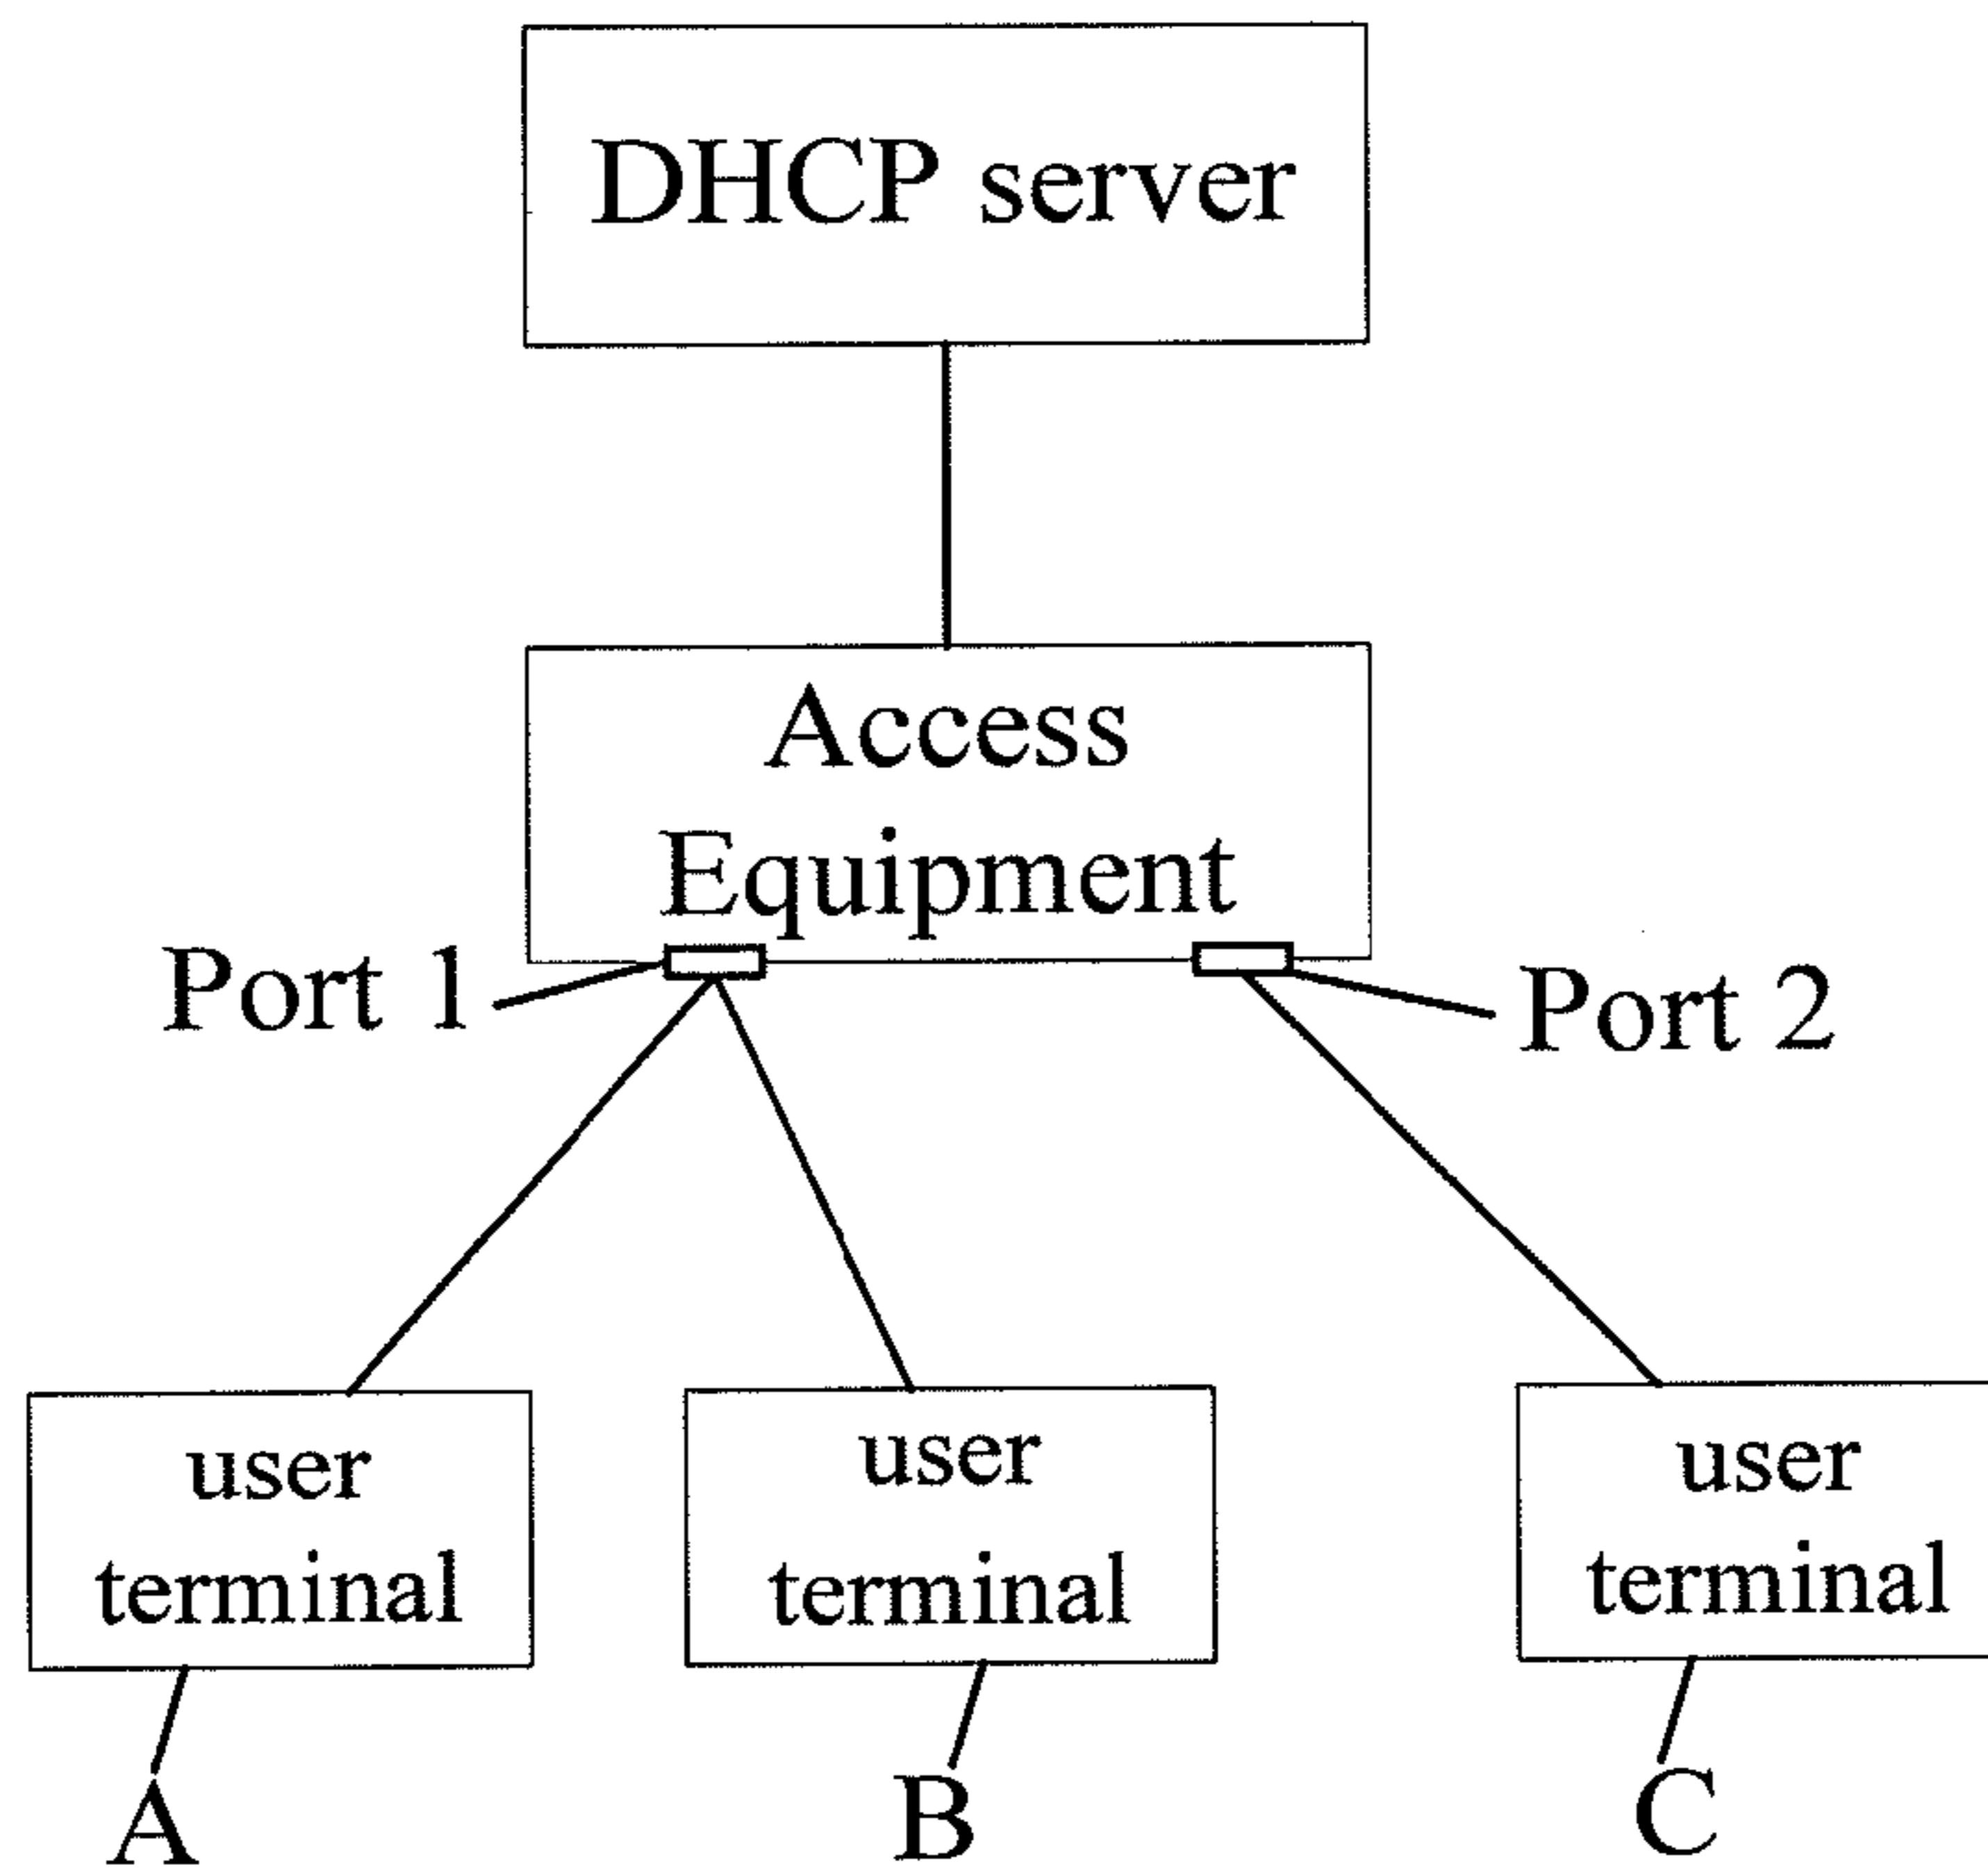 DHCP server
Access
Equipment
Port 1
Port 2
user
terminal
user
terminal
user
terminal
A
B
C